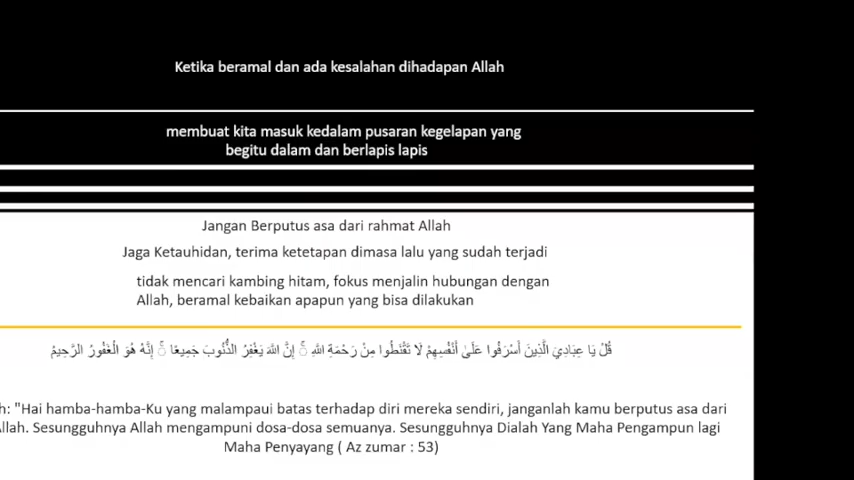 Ketika beramal dan ada kesalahan dihadapan Allah
membuat kita masuk kedalam pusaran kegelapan yang
begitu dalam dan berlapis lapis
Jangan Berputus asa dari rahmat Allah
Jaga Ketauhidan, terima ketetapan dimasa lalu yang sudah terjadi
tidak mencari kambing hitam, fokus menjalin hubungan dengan
Allah, beramal kebaikan apapun yang bisa dilakukan
قُلْ يَا عِبَادِيَ الَّذِينَ أَسْرَفُوا عَلَىٰ أَنْفُسِهِمْ لَا تَقْنَطُوا مِنْ رَحْمَةِ اللَّهِ ۚ إِنَّ اللَّهَ يَغْفِرُ الذُّنُوبَ جَمِيعًا ۚ إِنَّهُ هُوَ الْغَفُورُ الرَّحِيمُ
h: "Hai hamba-hamba-Ku yang malampaui batas terhadap diri mereka sendiri, janganlah kamu berputus asa dari
llah. Sesungguhnya Allah mengampuni dosa-dosa semuanya. Sesungguhnya Dialah Yang Maha Pengampun lagi
Maha Penyayang ( Az zumar : 53)